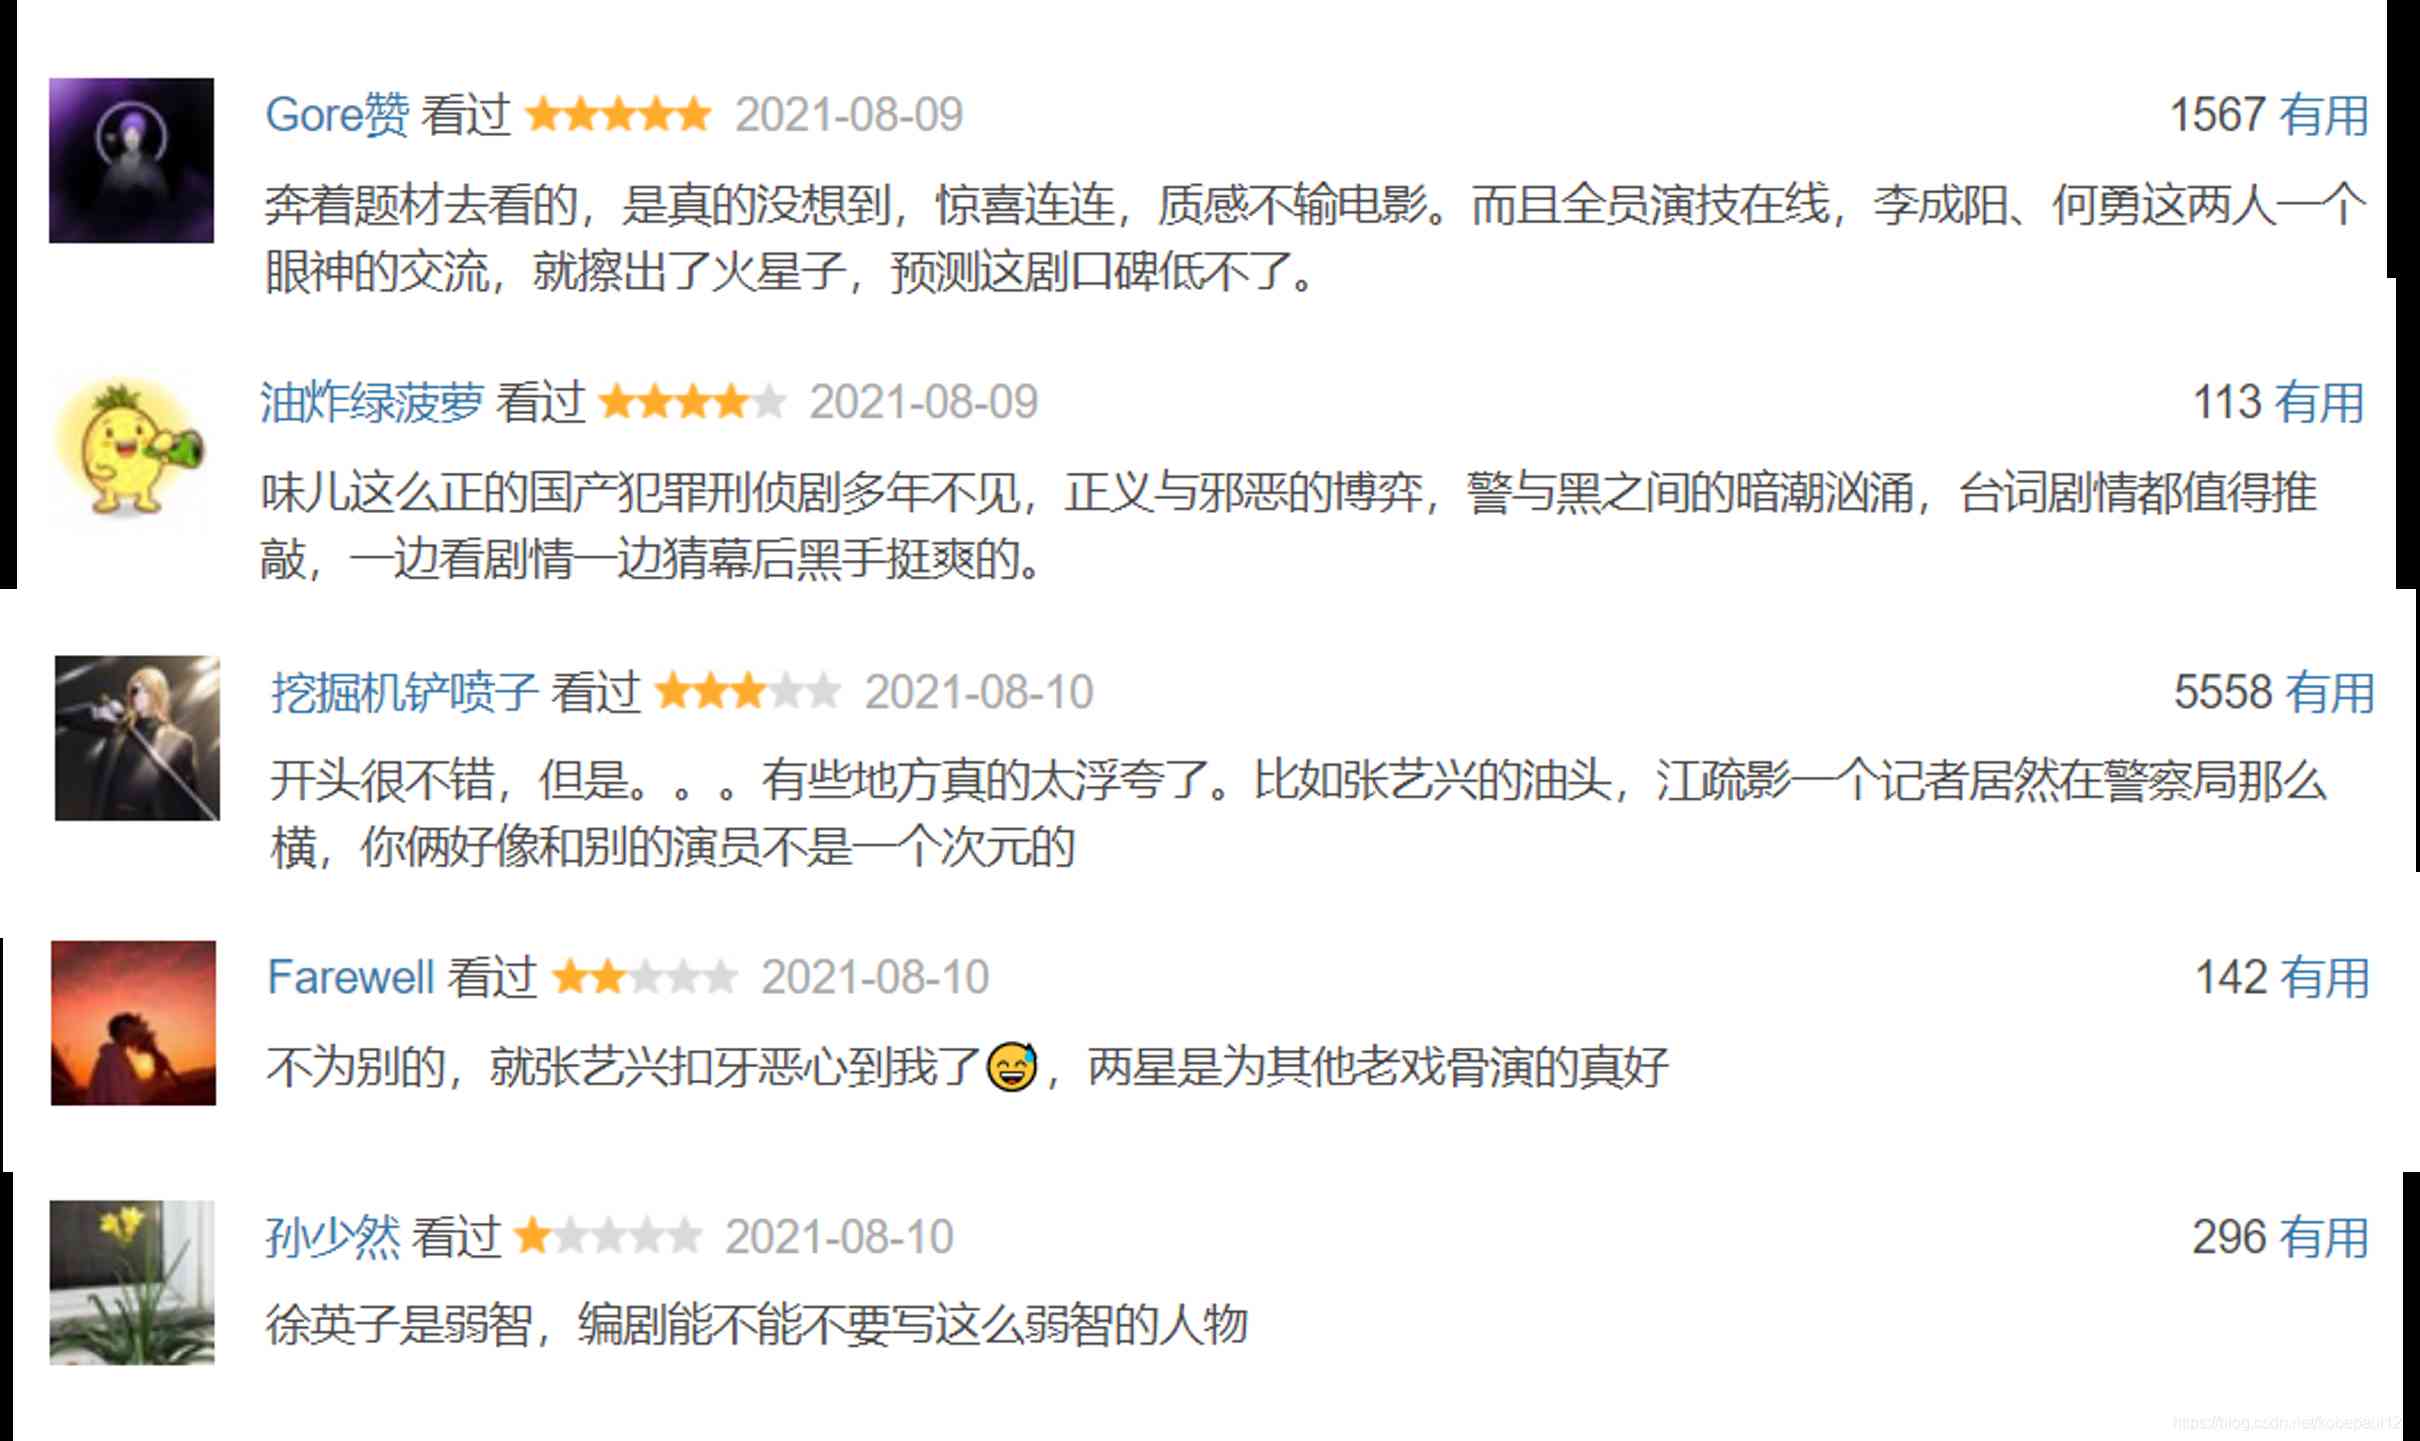 Gore赞 看过 2021-08-09 1567 有用
奔着题材去看的，是真的没想到，惊喜连连，质感不输电影。而且全员演技在线，李成阳、何勇这两人一个
眼神的交流，就擦出了火星子，预测这剧口碑低不了。
油炸绿菠萝 看过 2021-08-09 113 有用
味儿这么正的国产犯罪刑侦剧多年不见，正义与邪恶的博弈，警与黑之间的暗潮汹涌，台词剧情都值得推
敲，一边看剧情一边猜幕后黑手挺爽的。
挖掘机铲喷子 看过 2021-08-10 5558 有用
开头很不错，但是。。。有些地方真的太浮夸了。比如张艺兴的油头，江疏影一个记者居然在警察局那么
横，你俩好像和别的演员不是一个次元的
Farewell 看过 2021-08-10 142 有用
不为别的，就张艺兴扣牙恶心到我了😅，两星是为其他老戏骨演的真好
孙少然 看过 2021-08-10 296 有用
徐英子是弱智，编剧能不能不要写这么弱智的人物